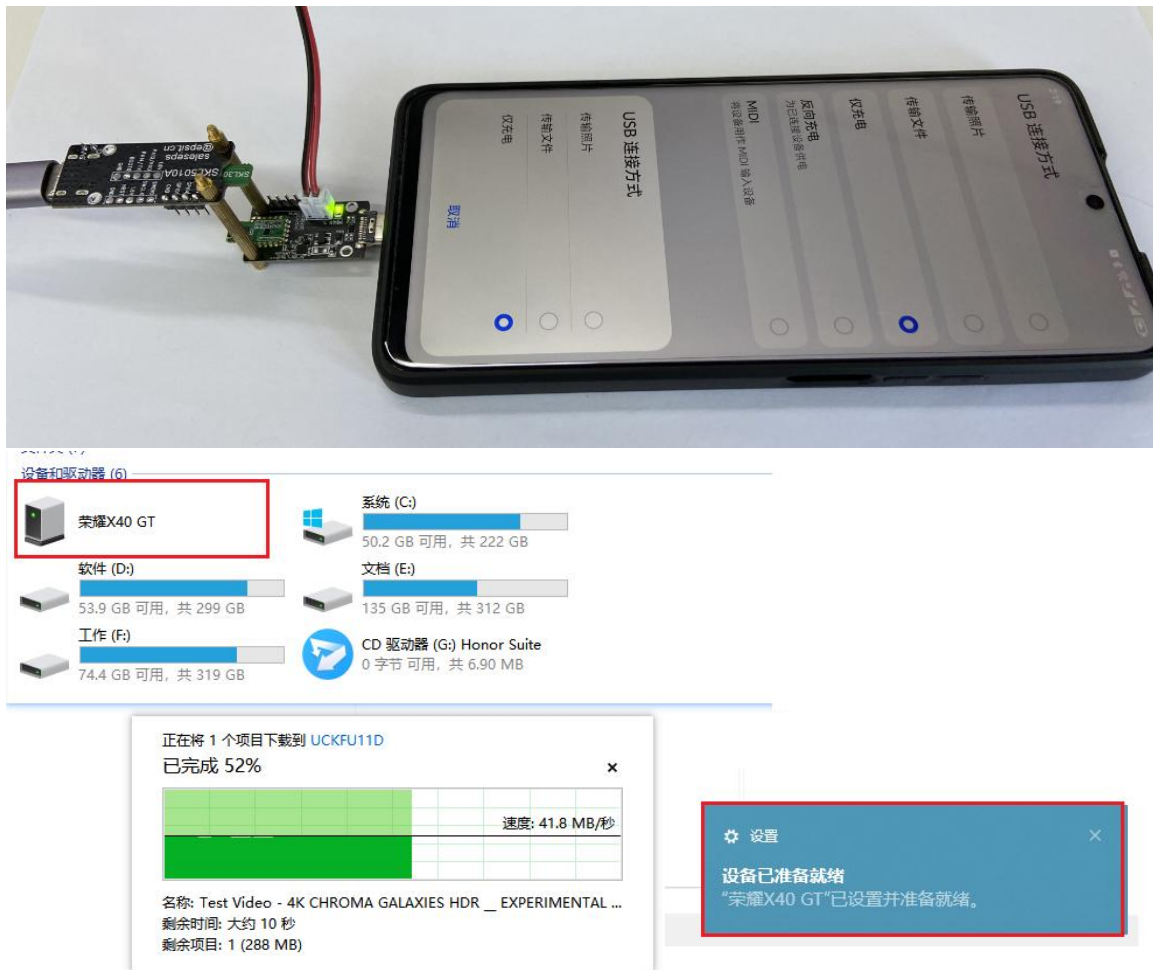 @epsit.cn
saleseps
SKL5010A
SKL30
USB 连接方式
传输照片
传输文件
仅充电
反向充电
为已连接设备供电
MIDI
将设备用作 MIDI 输入设备
USB 连接方式
传输照片
传输文件
仅充电
取消
设备和驱动器 (6)
荣耀X40 GT
系统 (C:)
50.2 GB 可用，共 222 GB
软件 (D:)
53.9 GB 可用，共 299 GB
文档 (E:)
135 GB 可用，共 312 GB
工作 (F:)
74.4 GB 可用，共 319 GB
CD 驱动器 (G:) Honor Suite
0 字节 可用，共 6.90 MB
正在将 1 个项目下载到 UCKFU11D
已完成 52%
速度: 41.8 MB/秒
名称: Test Video - 4K CHROMA GALAXIES HDR __ EXPERIMENTAL ...
剩余时间: 大约 10 秒
剩余项目: 1 (288 MB)
设置
设备已准备就绪
“荣耀X40 GT”已设置并准备就绪。